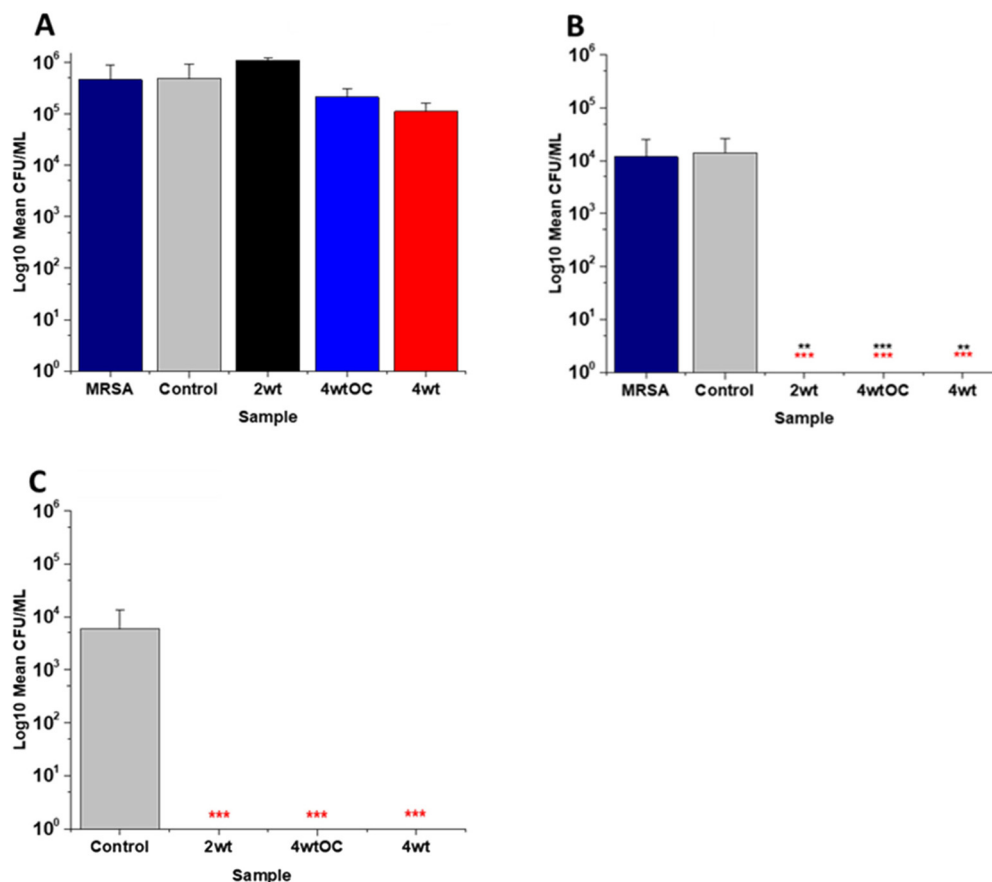 A
Log10 Mean CFU/ML
10^6
10^5
10^4
10^3
10^2
10^1
10^0
MRSA Control 2wt 4wtOC 4wt
Sample
B
Log10 Mean CFU/ML
10^6
10^5
10^4
10^3
10^2
10^1
10^0
** *** **
*** *** ***
MRSA Control 2wt 4wtOC 4wt
Sample
C
Log10 Mean CFU/ML
10^6
10^5
10^4
10^3
10^2
10^1
10^0
*** *** ***
Control 2wt 4wtOC 4wt
Sample